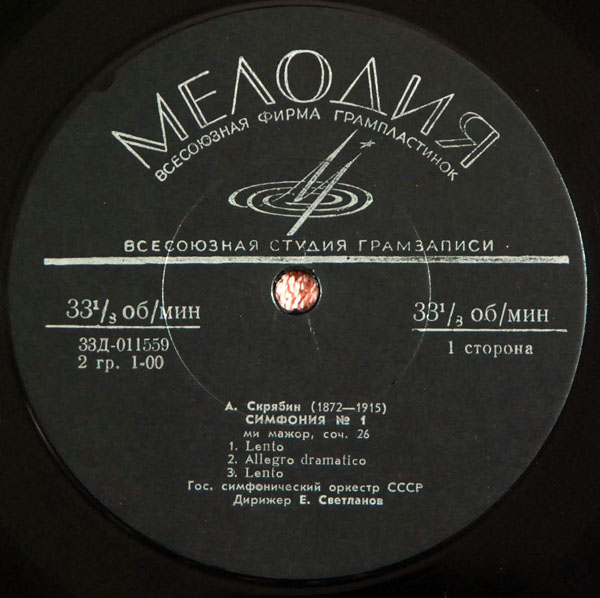 МЕЛОДИЯ
ВСЕСОЮЗНАЯ ФИРМА ГРАМПЛАСТИНОК
ВСЕСОЮЗНАЯ СТУДИЯ ГРАМЗАПИСИ
33⅓ об/мин
33⅓ об/мин
33Д-011559
2 гр. 1-00
1 сторона
А. Скрябин (1872—1915)
СИМФОНИЯ № 1
ми мажор, соч. 26
1. Lento
2. Allegro dramatico
3. Lento
Гос. симфонический оркестр СССР
Дирижер Е. Светланов